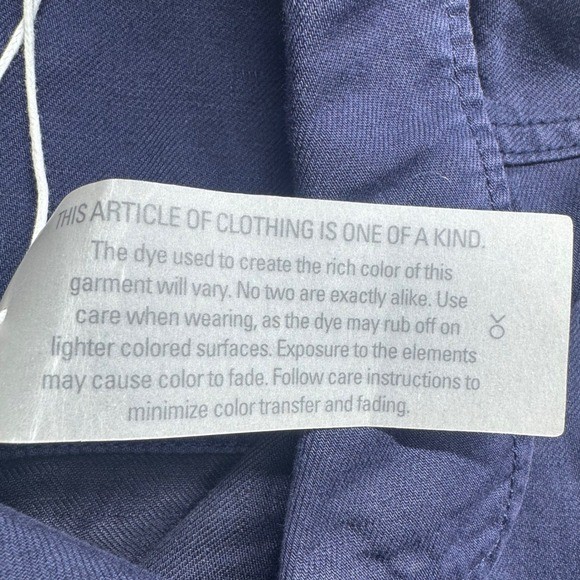 THIS ARTICLE OF CLOTHING IS ONE OF A KIND.
The dye used to create the rich color of this
garment will vary. No two are exactly alike. Use
care when wearing, as the dye may rub off on
lighter colored surfaces. Exposure to the elements
may cause color to fade. Follow care instructions to
minimize color transfer and fading.